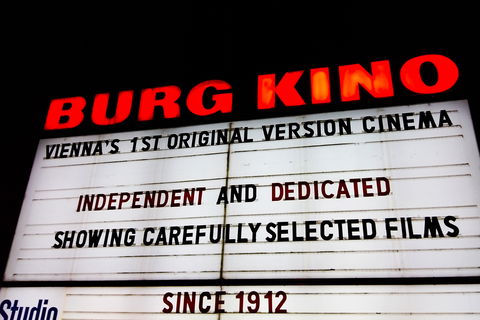 BURG KINO
VIENNA'S 1ST ORIGINAL VERSION CINEMA
INDEPENDENT AND DEDICATED
SHOWING CAREFULLY SELECTED FILMS
SINCE 1912
Studio